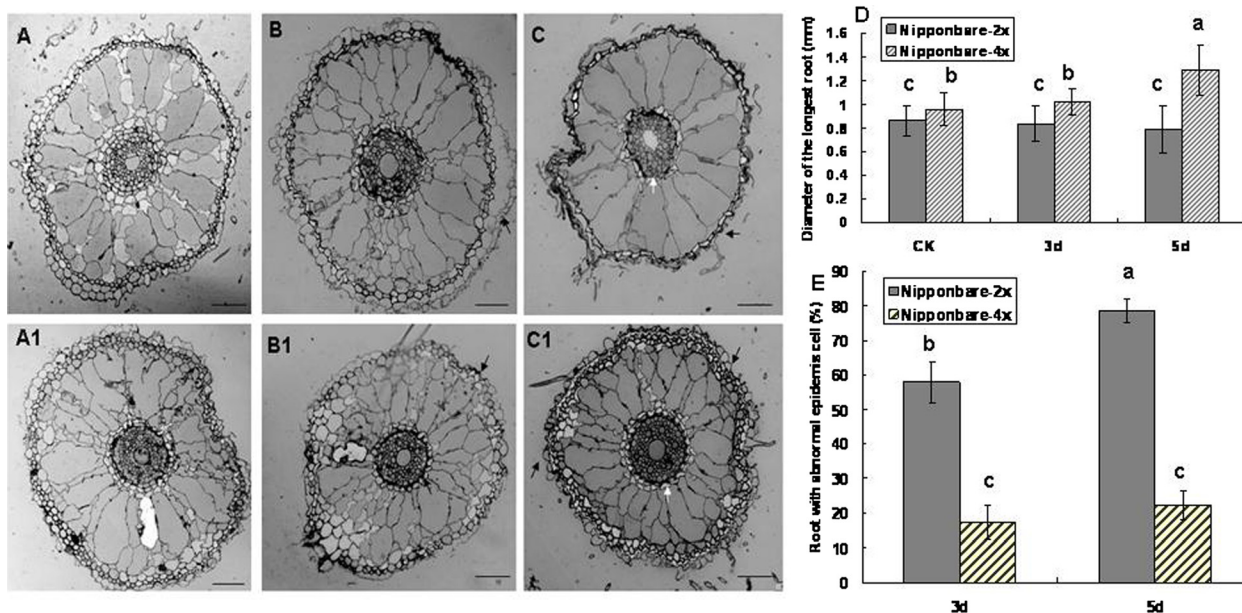 A
B
C
A1
B1
C1
D
Diameter of the longest root (mm)
1.6
1.4
1.2
1
0.8
0.6
0.4
0.2
0
Nipponbare-2x
Nipponbare-4x
c
b
c
b
c
a
CK
3d
5d
E
Root with abnormal epidemis cell (%)
90
80
70
60
50
40
30
20
10
0
Nipponbare-2x
Nipponbare-4x
b
c
a
c
3d
5d